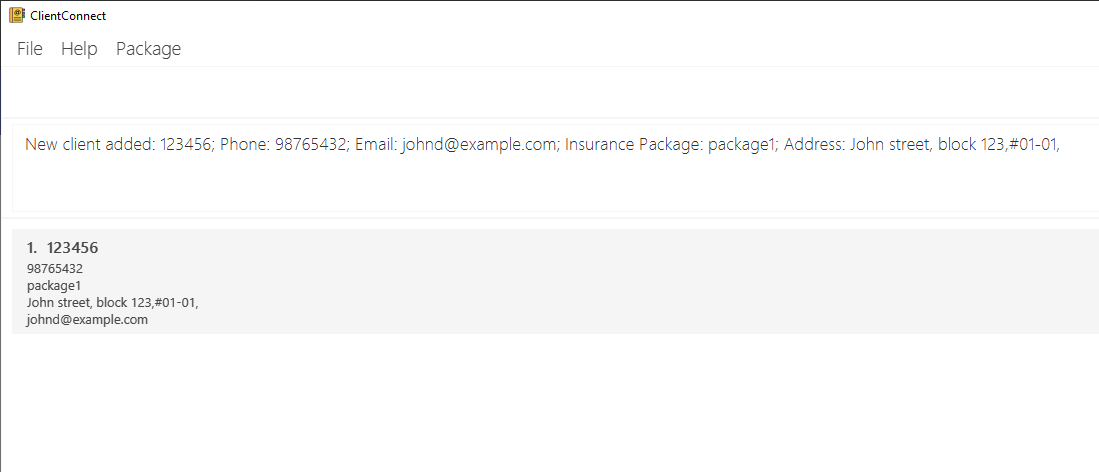 ClientConnect
File Help Package
New client added: 123456; Phone: 98765432; Email: johnd@example.com; Insurance Package: package1; Address: John street, block 123,#01-01,
1. 123456
98765432
package1
John street, block 123,#01-01,
johnd@example.com